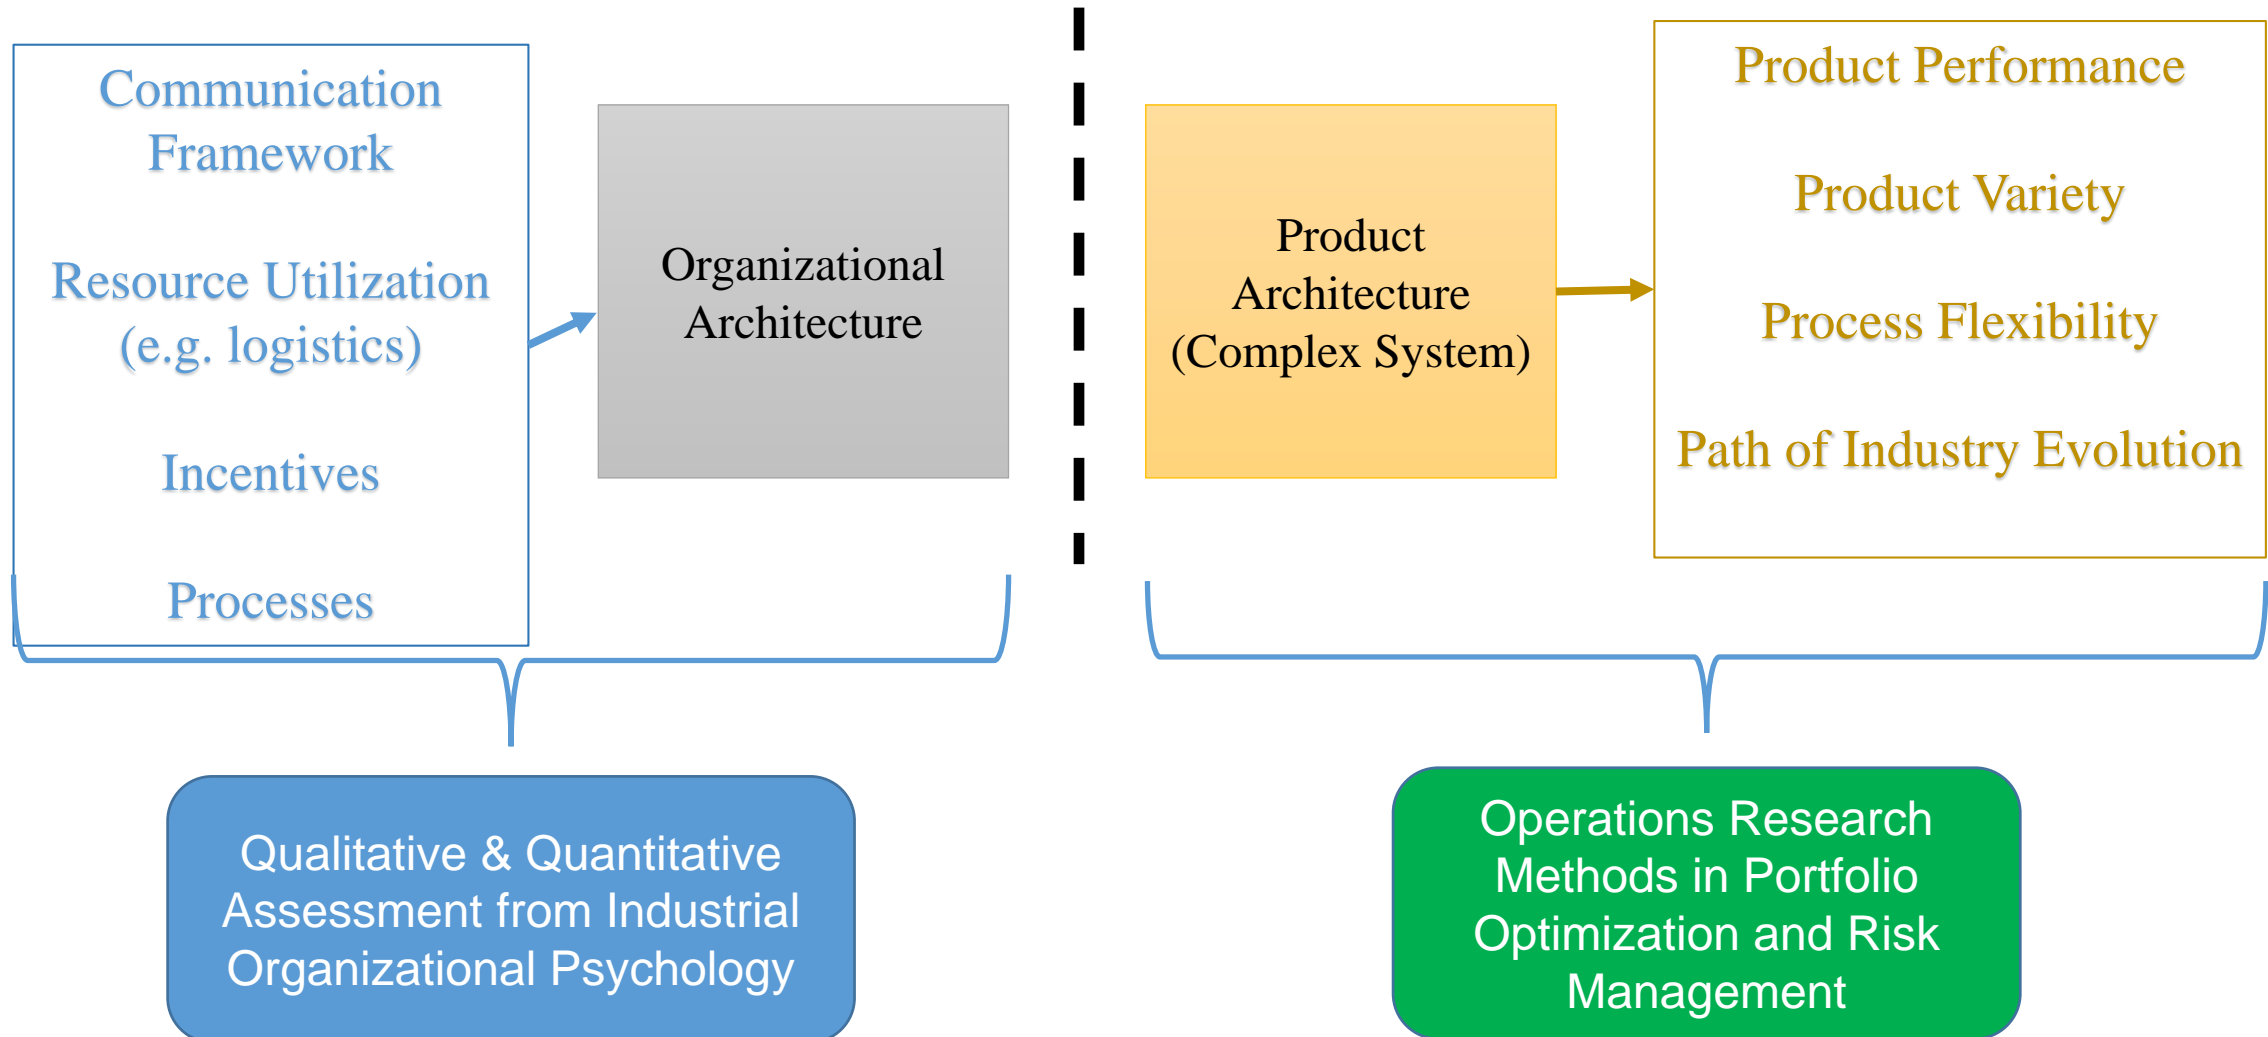 Communication
Framework
Resource Utilization
(e.g. logistics)
Incentives
Processes
Organizational
Architecture
Product
Architecture
(Complex System)
Product Performance
Product Variety
Process Flexibility
Path of Industry Evolution
Qualitative & Quantitative
Assessment from Industrial
Organizational Psychology
Operations Research
Methods in Portfolio
Optimization and Risk
Management